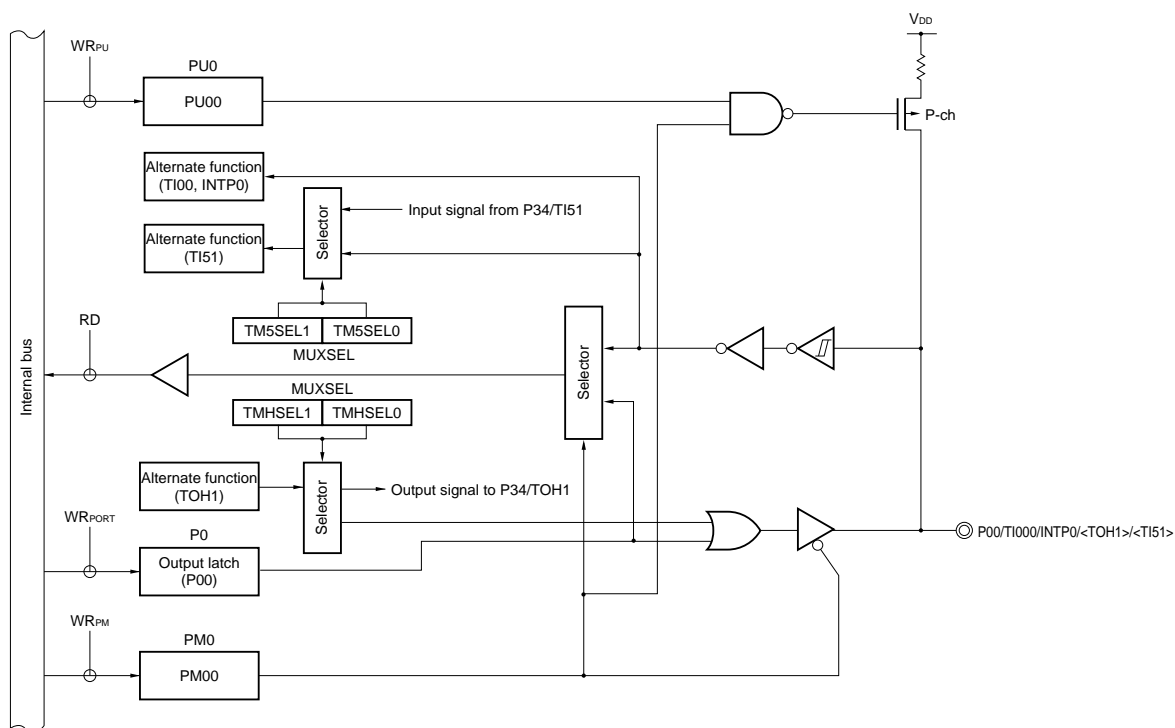 VDD
WRPU
PU0
PU00
P-ch
Alternate function
(TI00, INTP0)
Selector
Input signal from P34/TI51
Alternate function
(TI51)
TM5SEL1
TM5SEL0
MUXSEL
RD
Internal bus
Selector
MUXSEL
TMHSEL1
TMHSEL0
Alternate function
(TOH1)
Selector
Output signal to P34/TOH1
WRPORT
P0
Output latch
(P00)
P00/TI000/INTP0/<TOH1>/<TI51>
WRPM
PM0
PM00